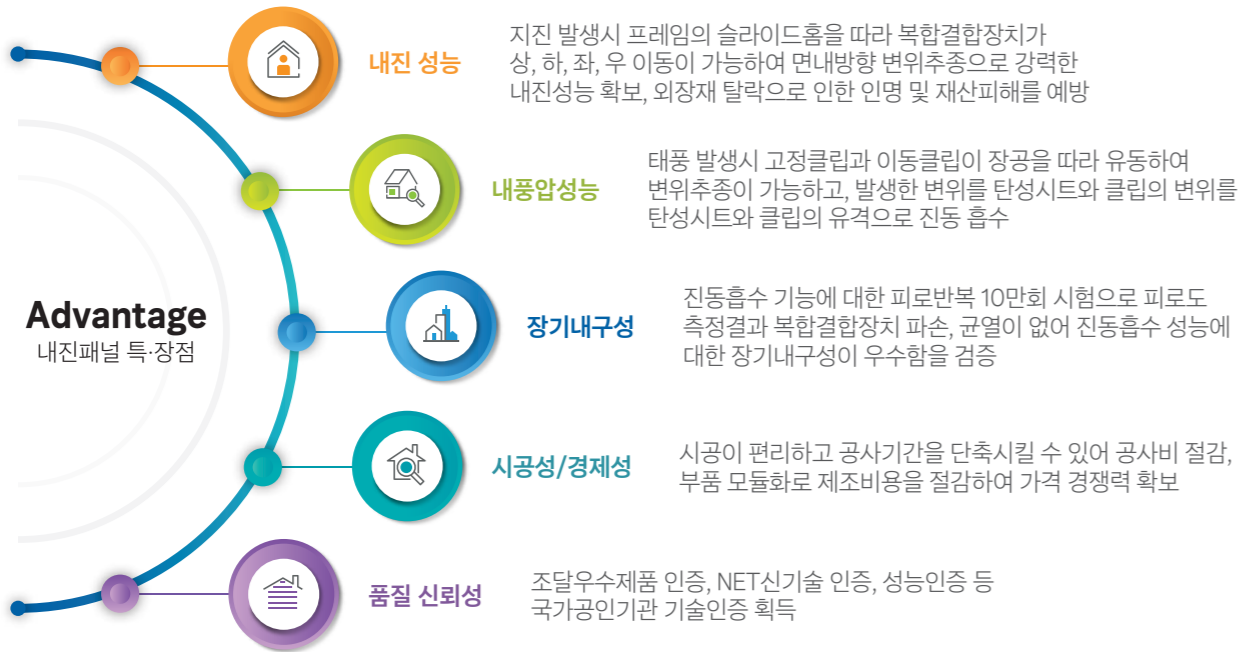 Advantage
내진패널 특·장점
내진 성능
지진 발생시 프레임의 슬라이드홈을 따라 복합결합장치가
상, 하, 좌, 우 이동이 가능하여 면내방향 변위추종으로 강력한
내진성능 확보, 외장재 탈락으로 인한 인명 및 재산피해를 예방
내풍압성능
태풍 발생시 고정클립과 이동클립이 장공을 따라 유동하여
변위추종이 가능하고, 발생한 변위를 탄성시트와 클립의 변위를
탄성시트와 클립의 유격으로 진동 흡수
장기내구성
진동흡수 기능에 대한 피로반복 10만회 시험으로 피로도
측정결과 복합결합장치 파손, 균열이 없어 진동흡수 성능에
대한 장기내구성이 우수함을 검증
시공성/경제성
시공이 편리하고 공사기간을 단축시킬 수 있어 공사비 절감,
부품 모듈화로 제조비용을 절감하여 가격 경쟁력 확보
품질 신뢰성
조달우수제품 인증, NET신기술 인증, 성능인증 등
국가공인기관 기술인증 획득